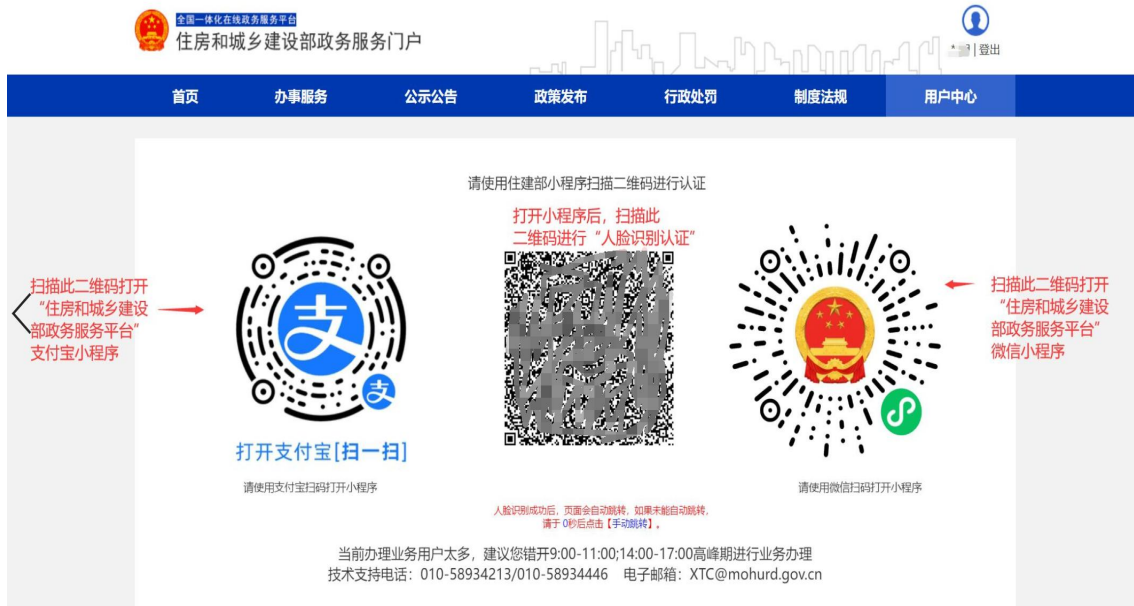 全国一体化在线政务服务平台
住房和城乡建设部政务服务门户
| 登出
首页 办事服务 公示公告 政策发布 行政处罚 制度法规 用户中心
请使用住建部小程序扫描二维码进行认证
打开小程序后，扫描此
二维码进行“人脸识别认证”
扫描此二维码打开
“住房和城乡建设
部政务服务平台”
支付宝小程序
支
支
打开支付宝[扫一扫]
请使用支付宝扫码打开小程序
扫描此二维码打开
“住房和城乡建设
部政务服务平台”
微信小程序
请使用微信扫码打开小程序
人脸识别成功后，页面会自动跳转，如果未能自动跳转，
请于 0秒后点击【手动跳转】。
当前办理业务用户太多，建议您错开9:00-11:00;14:00-17:00高峰期进行业务办理
技术支持电话：010-58934213/010-58934446 电子邮箱：XTC@mohurd.gov.cn